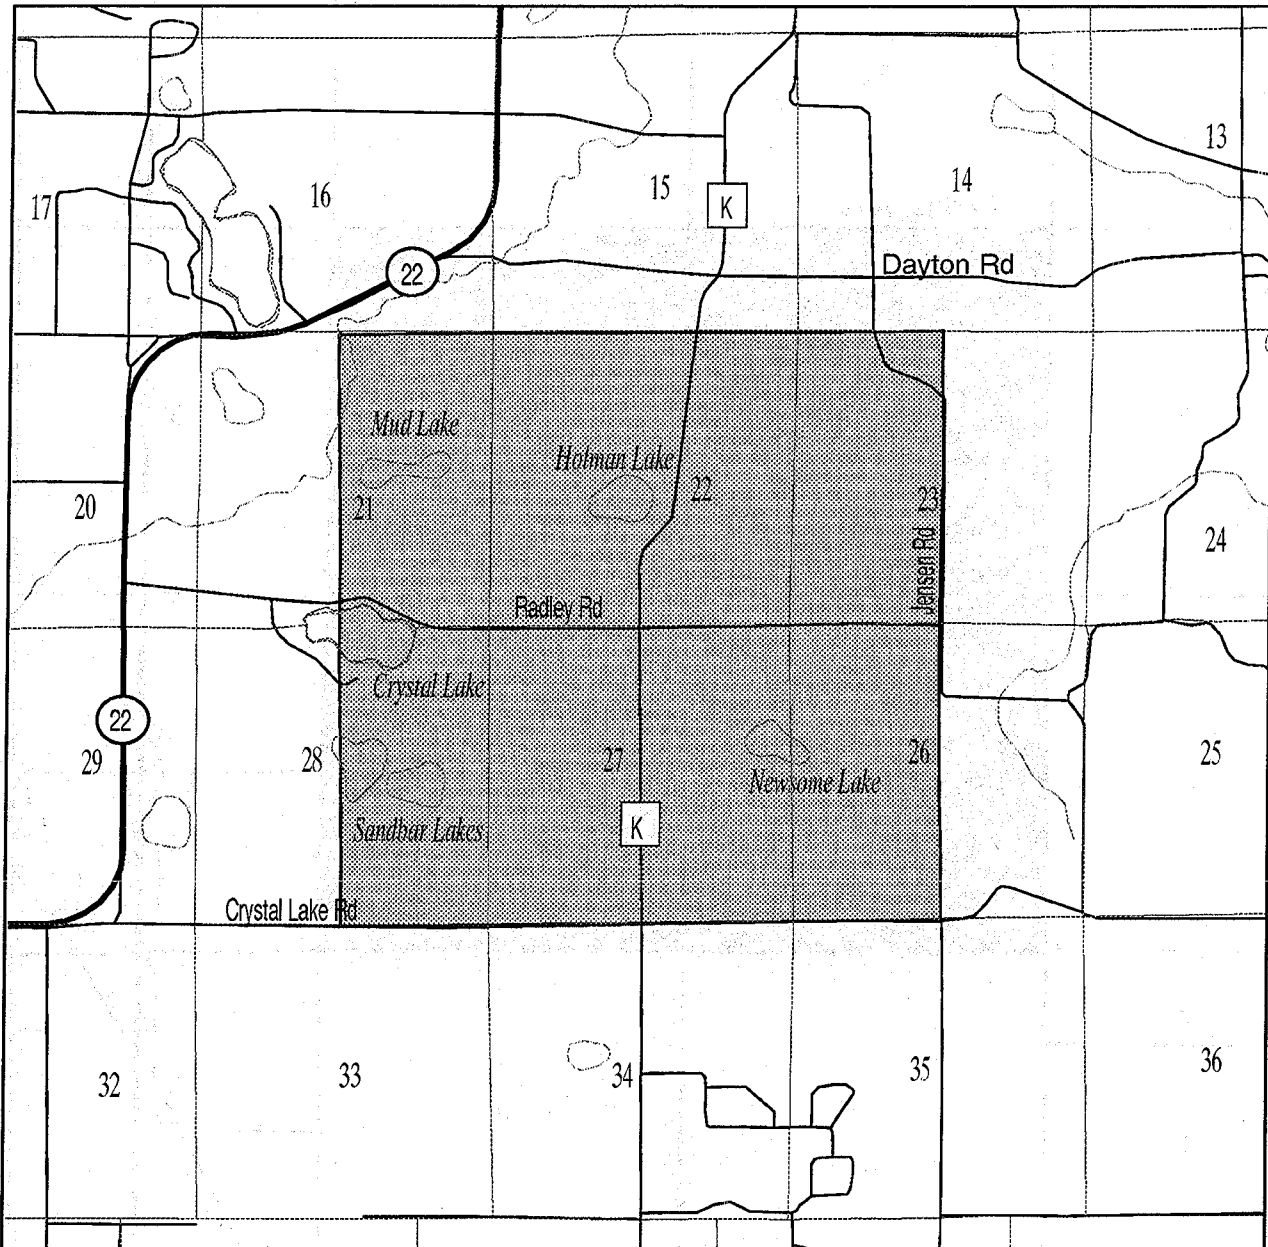 13
14
15
16
17
K
22
Dayton Rd
Mud Lake
Holman Lake
22
23
21
20
24
Jensen Rd
Radley Rd
Crystal Lake
22
29
28
27
26
25
Newsome Lake
K
Sandbar Lakes
Crystal Lake Rd
32
33
34
35
36